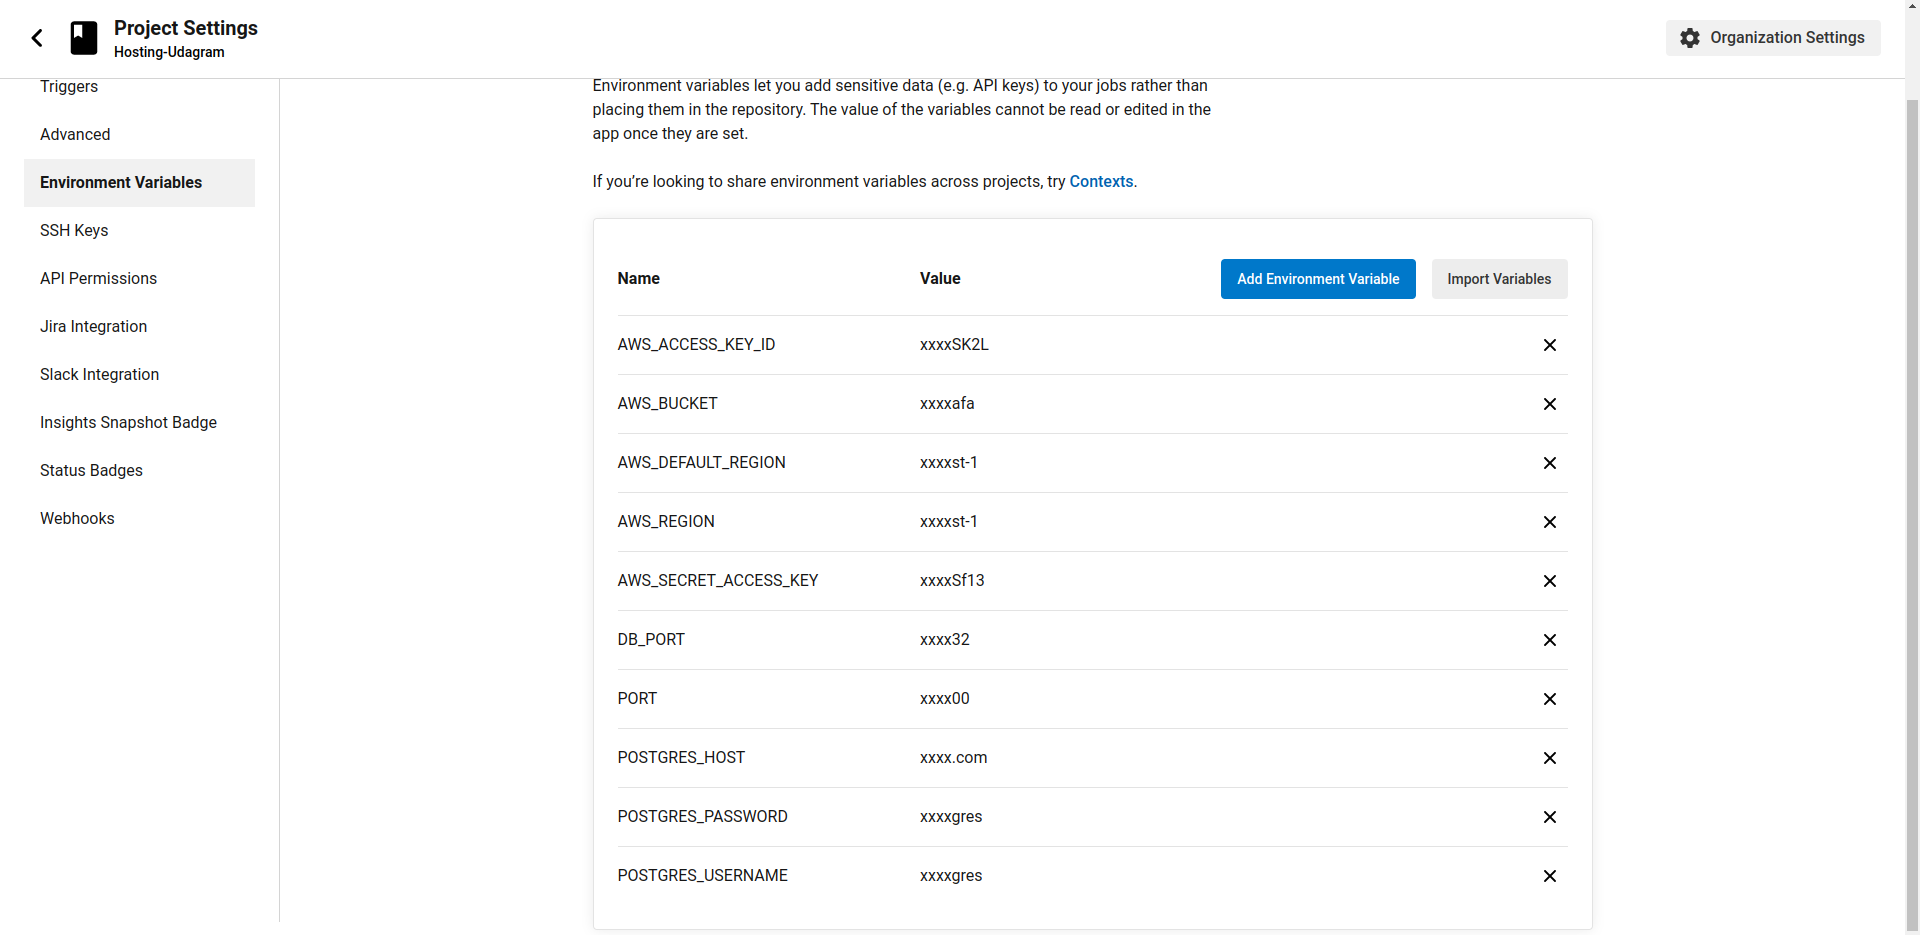 Project Settings
Hosting-Udagram
Organization Settings
Triggers
Advanced
Environment Variables
SSH Keys
API Permissions
Jira Integration
Slack Integration
Insights Snapshot Badge
Status Badges
Webhooks
Environment variables let you add sensitive data (e.g. API keys) to your jobs rather than
placing them in the repository. The value of the variables cannot be read or edited in the
app once they are set.
If you’re looking to share environment variables across projects, try Contexts.
Name Value Add Environment Variable Import Variables
AWS_ACCESS_KEY_ID xxxxSK2L
AWS_BUCKET xxxxafa
AWS_DEFAULT_REGION xxxxst-1
AWS_REGION xxxxst-1
AWS_SECRET_ACCESS_KEY xxxxSf13
DB_PORT xxxx32
PORT xxxx00
POSTGRES_HOST xxxx.com
POSTGRES_PASSWORD xxxxgres
POSTGRES_USERNAME xxxxgres